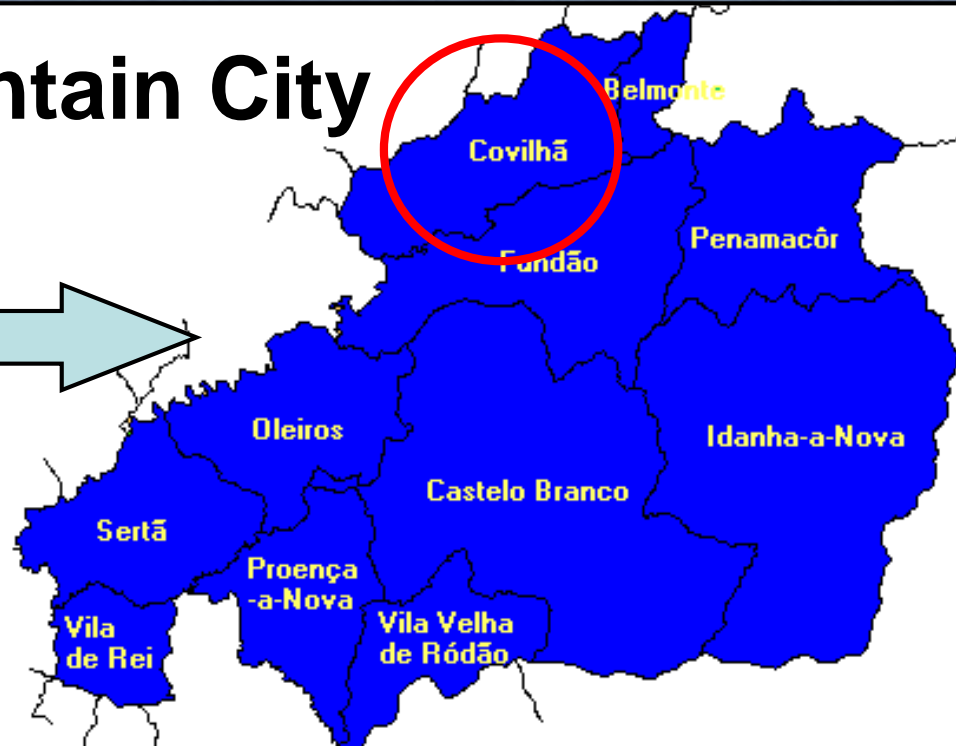 ntain City
Belmonte
Covilhã
Penamacôr
Fundão
Oleiros
Idanha-a-Nova
Castelo Branco
Sertã
Proença
-a-Nova
Vila Velha
de Ródão
Vila
de Rei